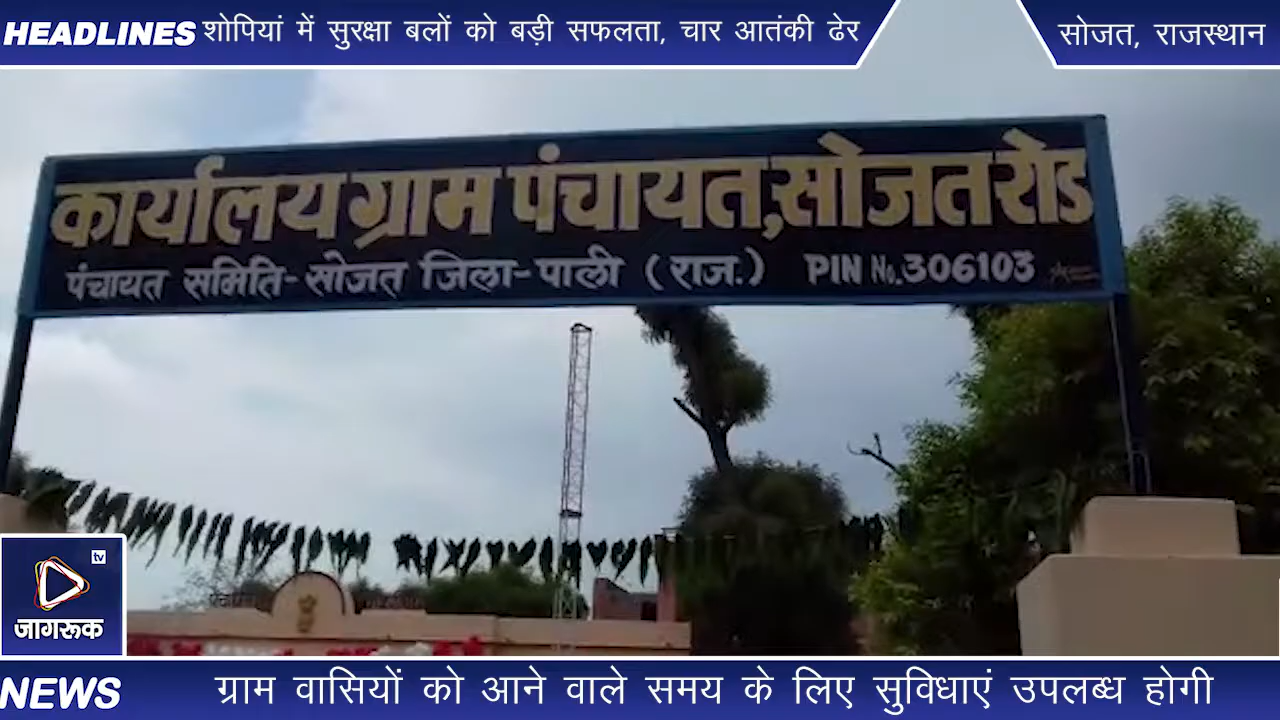 HEADLINES शोपियां में सुरक्षा बलों को बड़ी सफलता, चार आतंकी ढेर
सोजत, राजस्थान
कार्यालय ग्राम पंचायत,सोजत रोड
पंचायत समिति-सोजत जिला-पाली (राज.) PIN No.306103
tv
जागरूक
NEWS ग्राम वासियों को आने वाले समय के लिए सुविधाएं उपलब्ध होगी